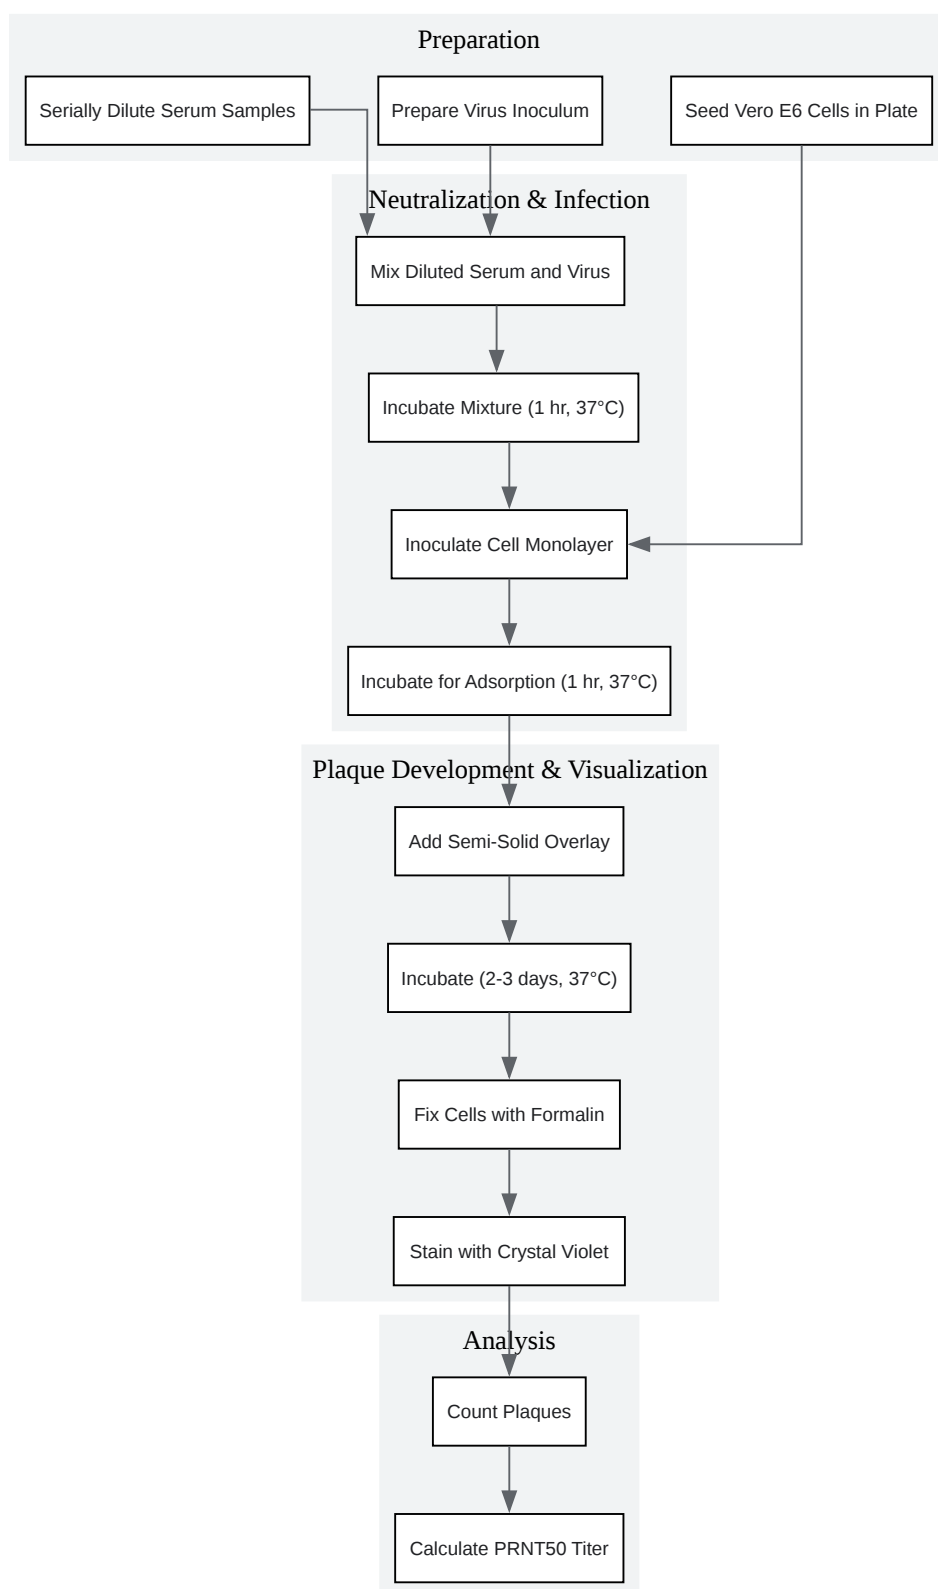 Preparation
Serially Dilute Serum Samples
Prepare Virus Inoculum
Seed Vero E6 Cells in Plate
Neutralization & Infection
Mix Diluted Serum and Virus
Incubate Mixture (1 hr, 37°C)
Inoculate Cell Monolayer
Incubate for Adsorption (1 hr, 37°C)
Plaque Development & Visualization
Add Semi-Solid Overlay
Incubate (2-3 days, 37°C)
Fix Cells with Formalin
Stain with Crystal Violet
Analysis
Count Plaques
Calculate PRNT50 Titer